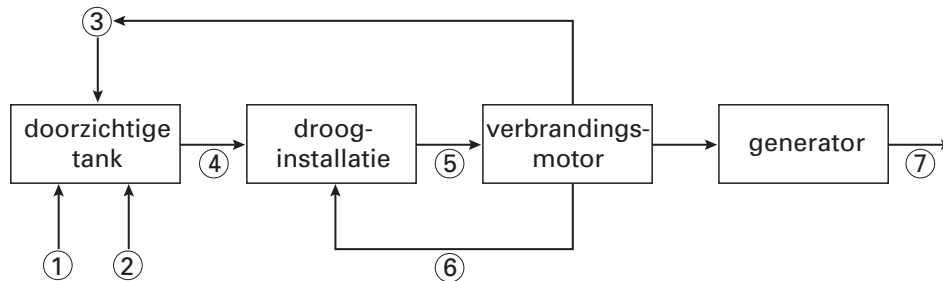 ③
doorzichtige
tank
④
droog-
installatie
⑤
verbrandings-
motor
generator
⑦
①
②
⑥